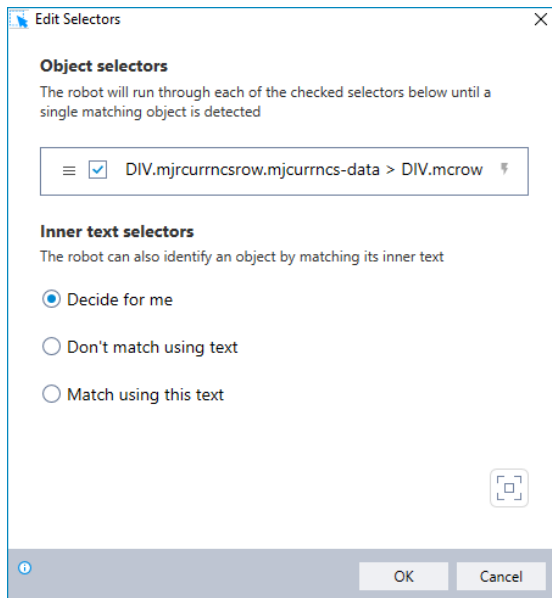 Edit Selectors
Object selectors
The robot will run through each of the checked selectors below until a
single matching object is detected
DIV.mjrcurrncsrow.mjcurrncs-data > DIV.mcrow
Inner text selectors
The robot can also identify an object by matching its inner text
Decide for me
Don't match using text
Match using this text
OK
Cancel